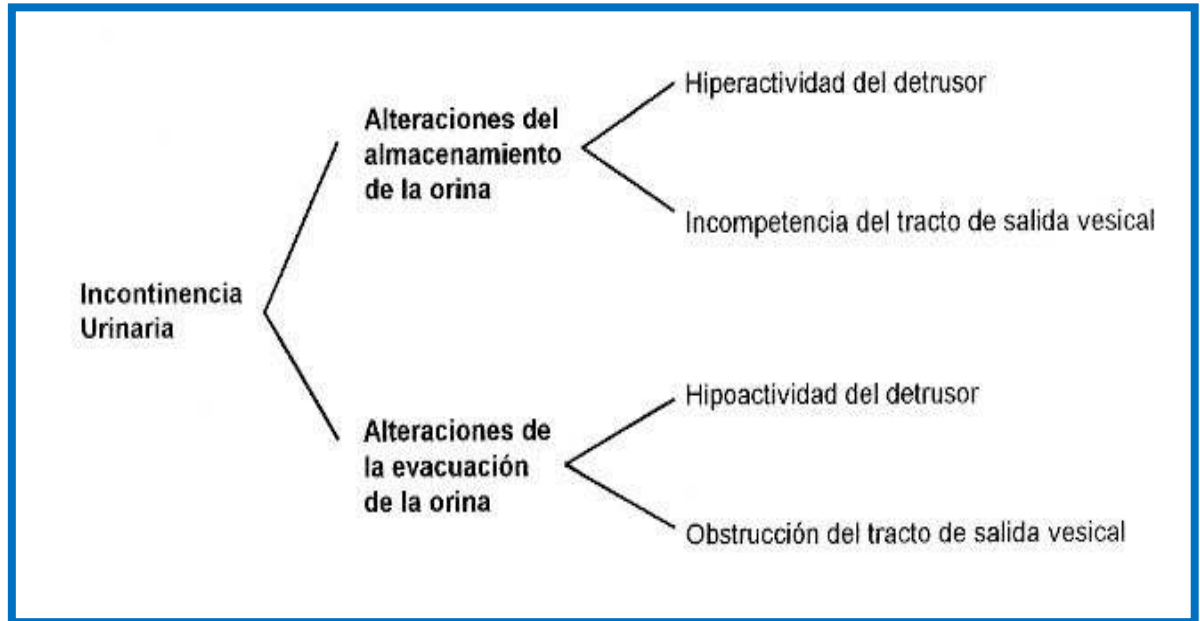 Incontinencia
Urinaria
Alteraciones del
almacenamiento
de la orina
Hiperactividad del detrusor
Incompetencia del tracto de salida vesical
Alteraciones de
la evacuación
de la orina
Hipoactividad del detrusor
Obstrucción del tracto de salida vesical